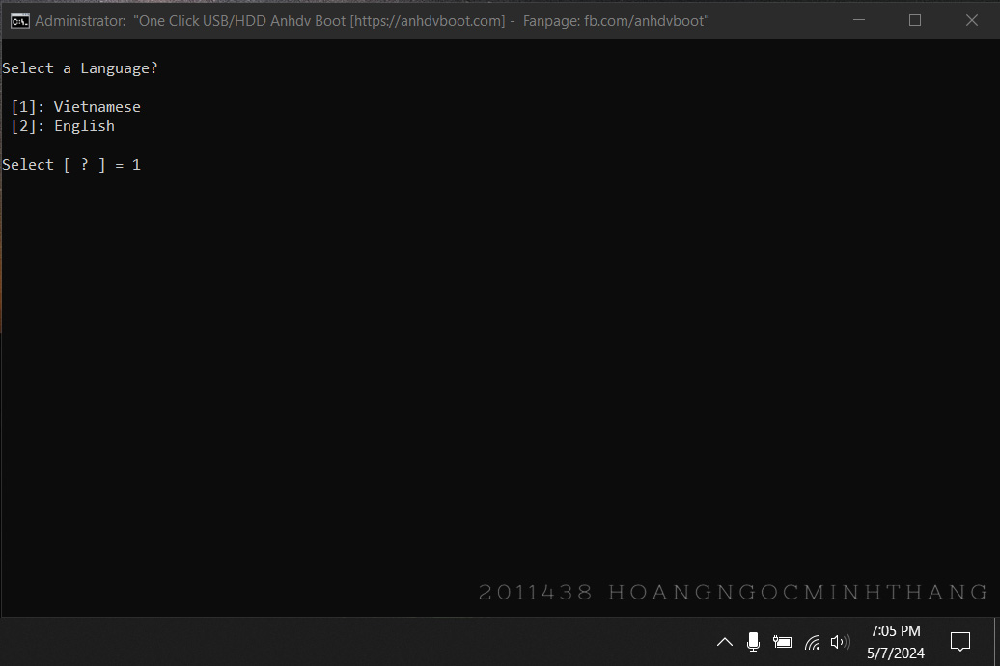 Administrator:  "One Click USB/HDD Anhdv Boot [https://anhdvboot.com] -  Fanpage: fb.com/anhdvboot"
Select a Language?
[1]: Vietnamese
[2]: English
Select [ ? ] = 1
2011438 HOANGNGOCMINHTHANG
7:05 PM
5/7/2024